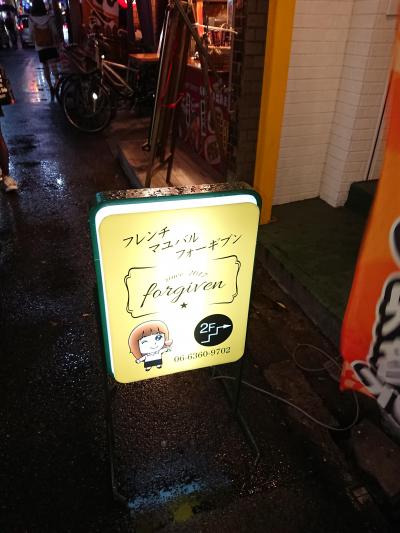 フレンチ
マユバル
フォーギブン
since 2012
forgiven
2F
06-6360-9702